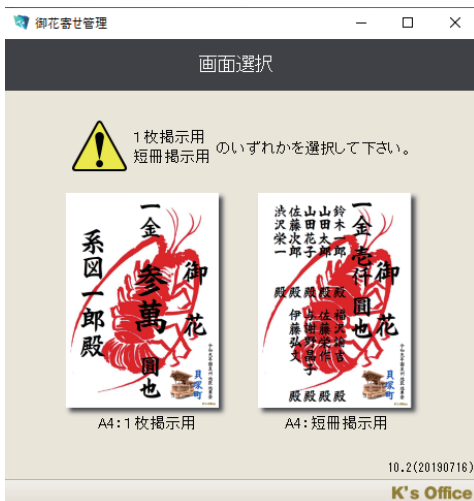 御花寄せ管理
画面選択
1枚掲示用
短冊掲示用
のいずれかを選択して下さい。
御花
一金 参萬 圓也
系図一郎殿
貝塚町
御花
一金 壱仟 圓也
鈴木一郎 殿
山田太郎 殿
山田花子 殿
佐藤次郎 殿
渋沢栄一 殿
福沢諭吉 殿
佐藤栄作 殿
与謝野晶子 殿
伊藤弘文 殿
貝塚町
A4:1枚掲示用
A4:短冊掲示用
10.2(20190716)
K's Office